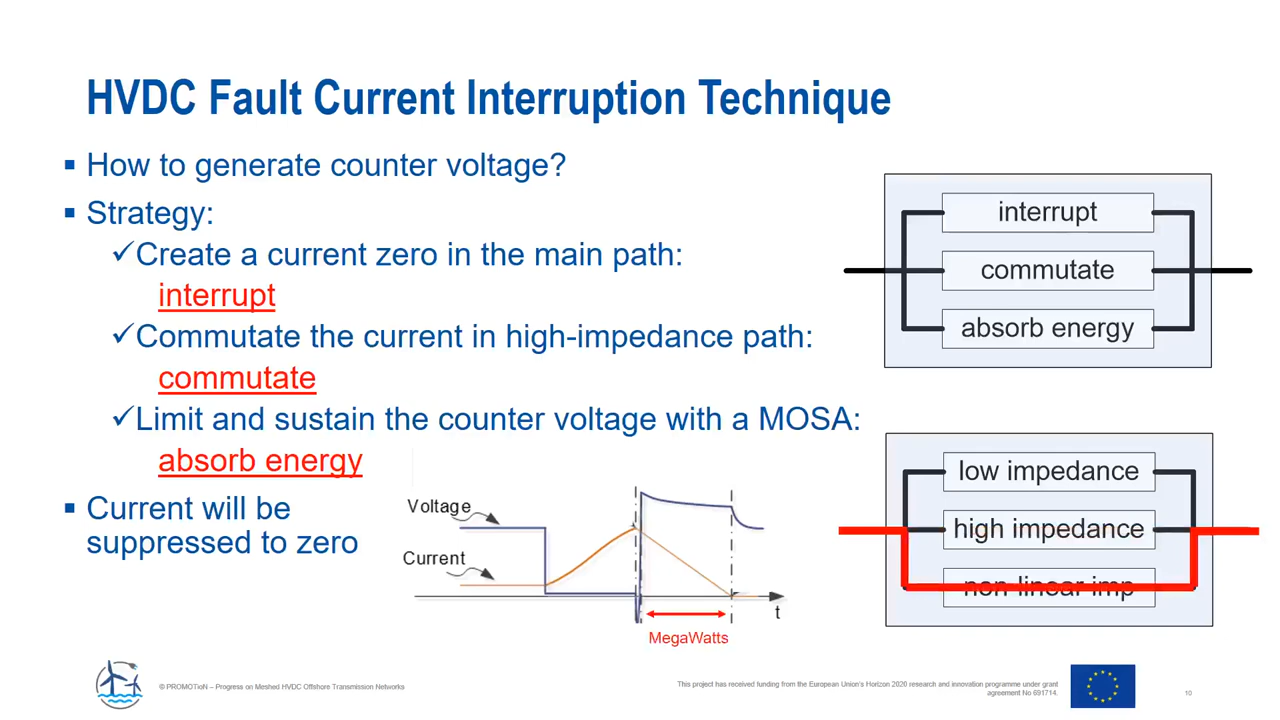 HVDC Fault Current Interruption Technique
▪ How to generate counter voltage?
▪ Strategy:
✓Create a current zero in the main path:
interrupt
✓Commutate the current in high-impedance path:
commutate
✓Limit and sustain the counter voltage with a MOSA:
absorb energy
▪ Current will be
suppressed to zero
Voltage
Current
t
MegaWatts
interrupt
commutate
absorb energy
low impedance
high impedance
non-linear imp
© PROMOTioN – Progress on Meshed HVDC Offshore Transmission Networks
This project has received funding from the European Union's Horizon 2020 research and innovation programme under grant
agreement No 691714.
10